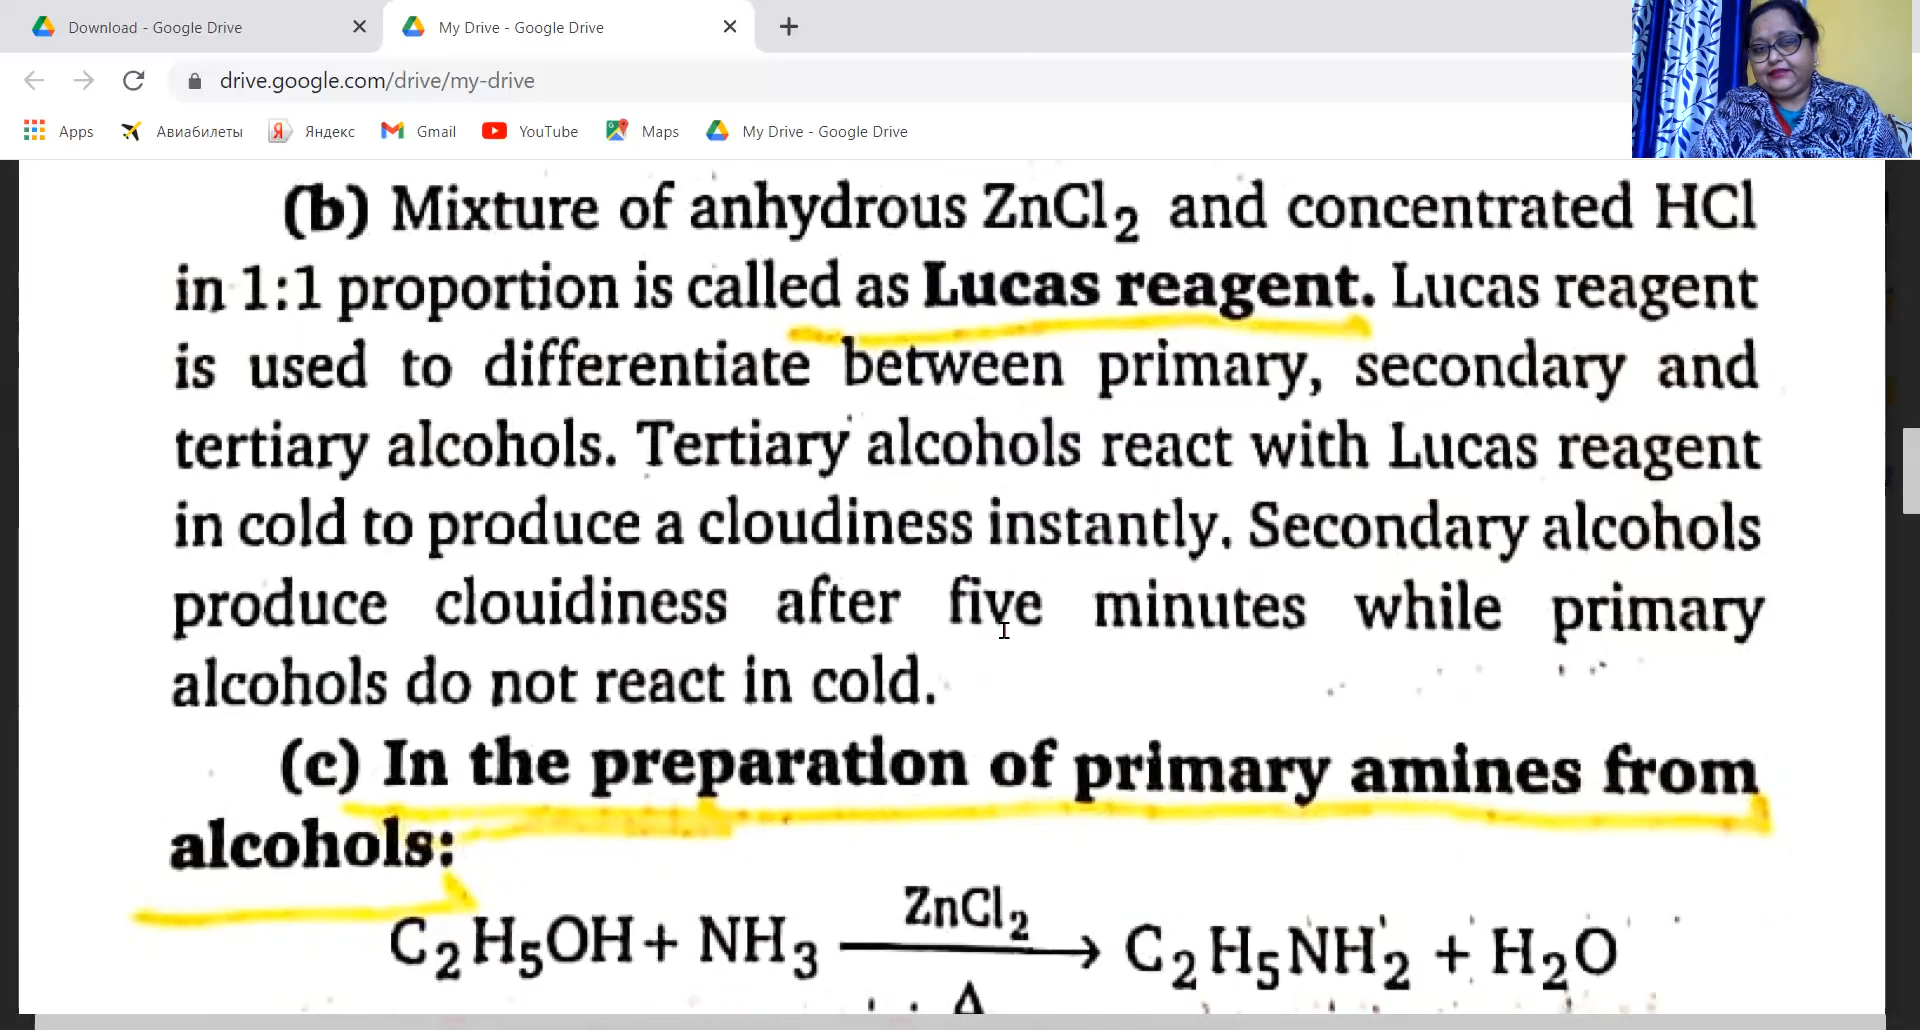 Download - Google Drive
My Drive - Google Drive
drive.google.com/drive/my-drive
Apps Авиабилеты Яндекс Gmail YouTube Maps My Drive - Google Drive
(b) Mixture of anhydrous ZnCl₂ and concentrated HCl
in 1:1 proportion is called as Lucas reagent. Lucas reagent
is used to differentiate between primary, secondary and
tertiary alcohols. Tertiary alcohols react with Lucas reagent
in cold to produce a cloudiness instantly. Secondary alcohols
produce clouidiness after five minutes while primary
alcohols do not react in cold.
(c) In the preparation of primary amines from
alcohols:
ZnCl₂
C₂H₅OH + NH₃ → C₂H₅NH₂ + H₂O
Δ